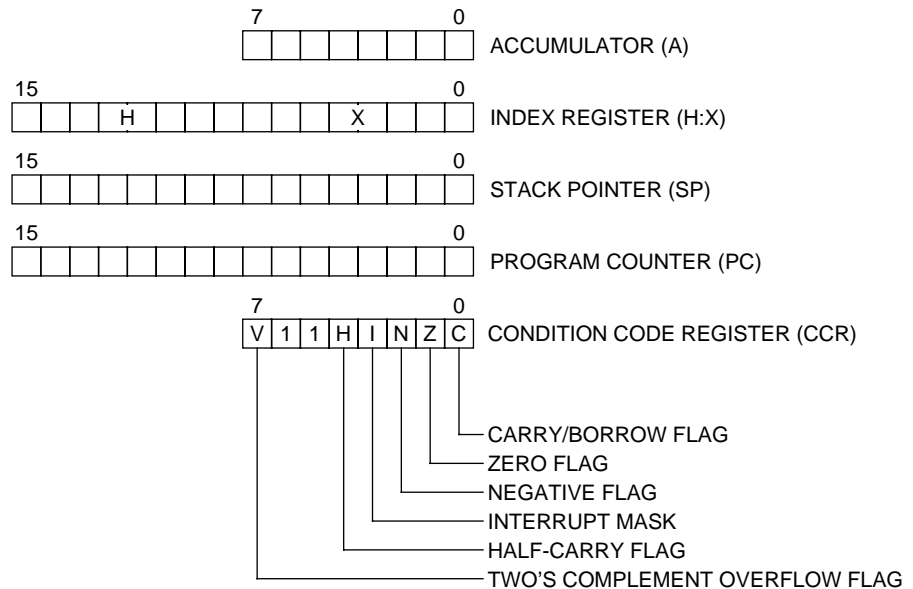 7 0
ACCUMULATOR (A)
15 0
H X INDEX REGISTER (H:X)
15 0
STACK POINTER (SP)
15 0
PROGRAM COUNTER (PC)
7 0
V 1 1 H I N Z C CONDITION CODE REGISTER (CCR)
CARRY/BORROW FLAG
ZERO FLAG
NEGATIVE FLAG
INTERRUPT MASK
HALF-CARRY FLAG
TWO'S COMPLEMENT OVERFLOW FLAG